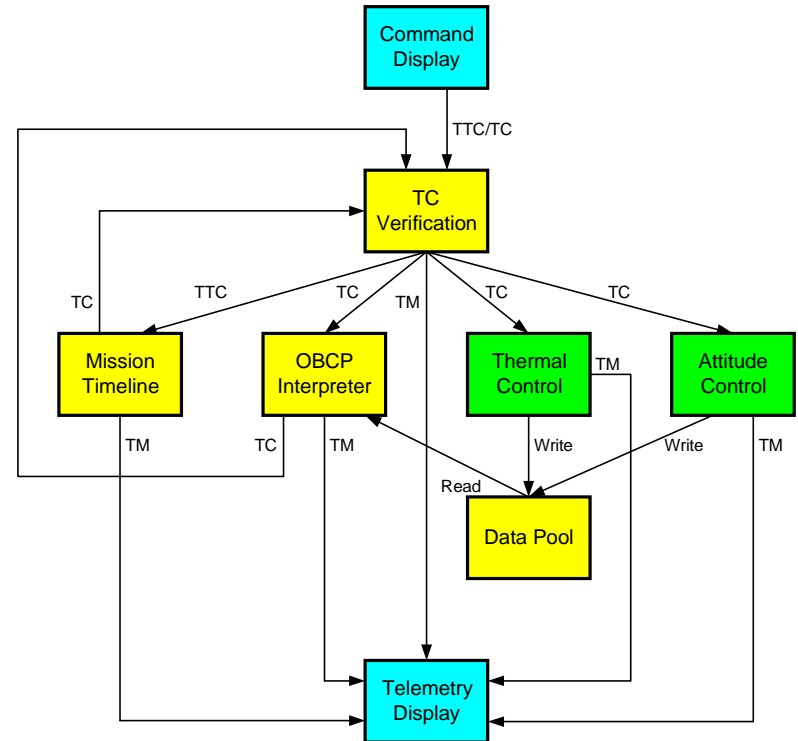 Command
Display
TTC/TC
TC
Verification
TC
TTC
TC
TM
TC
TC
Mission
Timeline
OBCP
Interpreter
Thermal
Control
TM
Attitude
Control
TM
TC
TM
Write
Write
TM
Read
Data Pool
Telemetry
Display